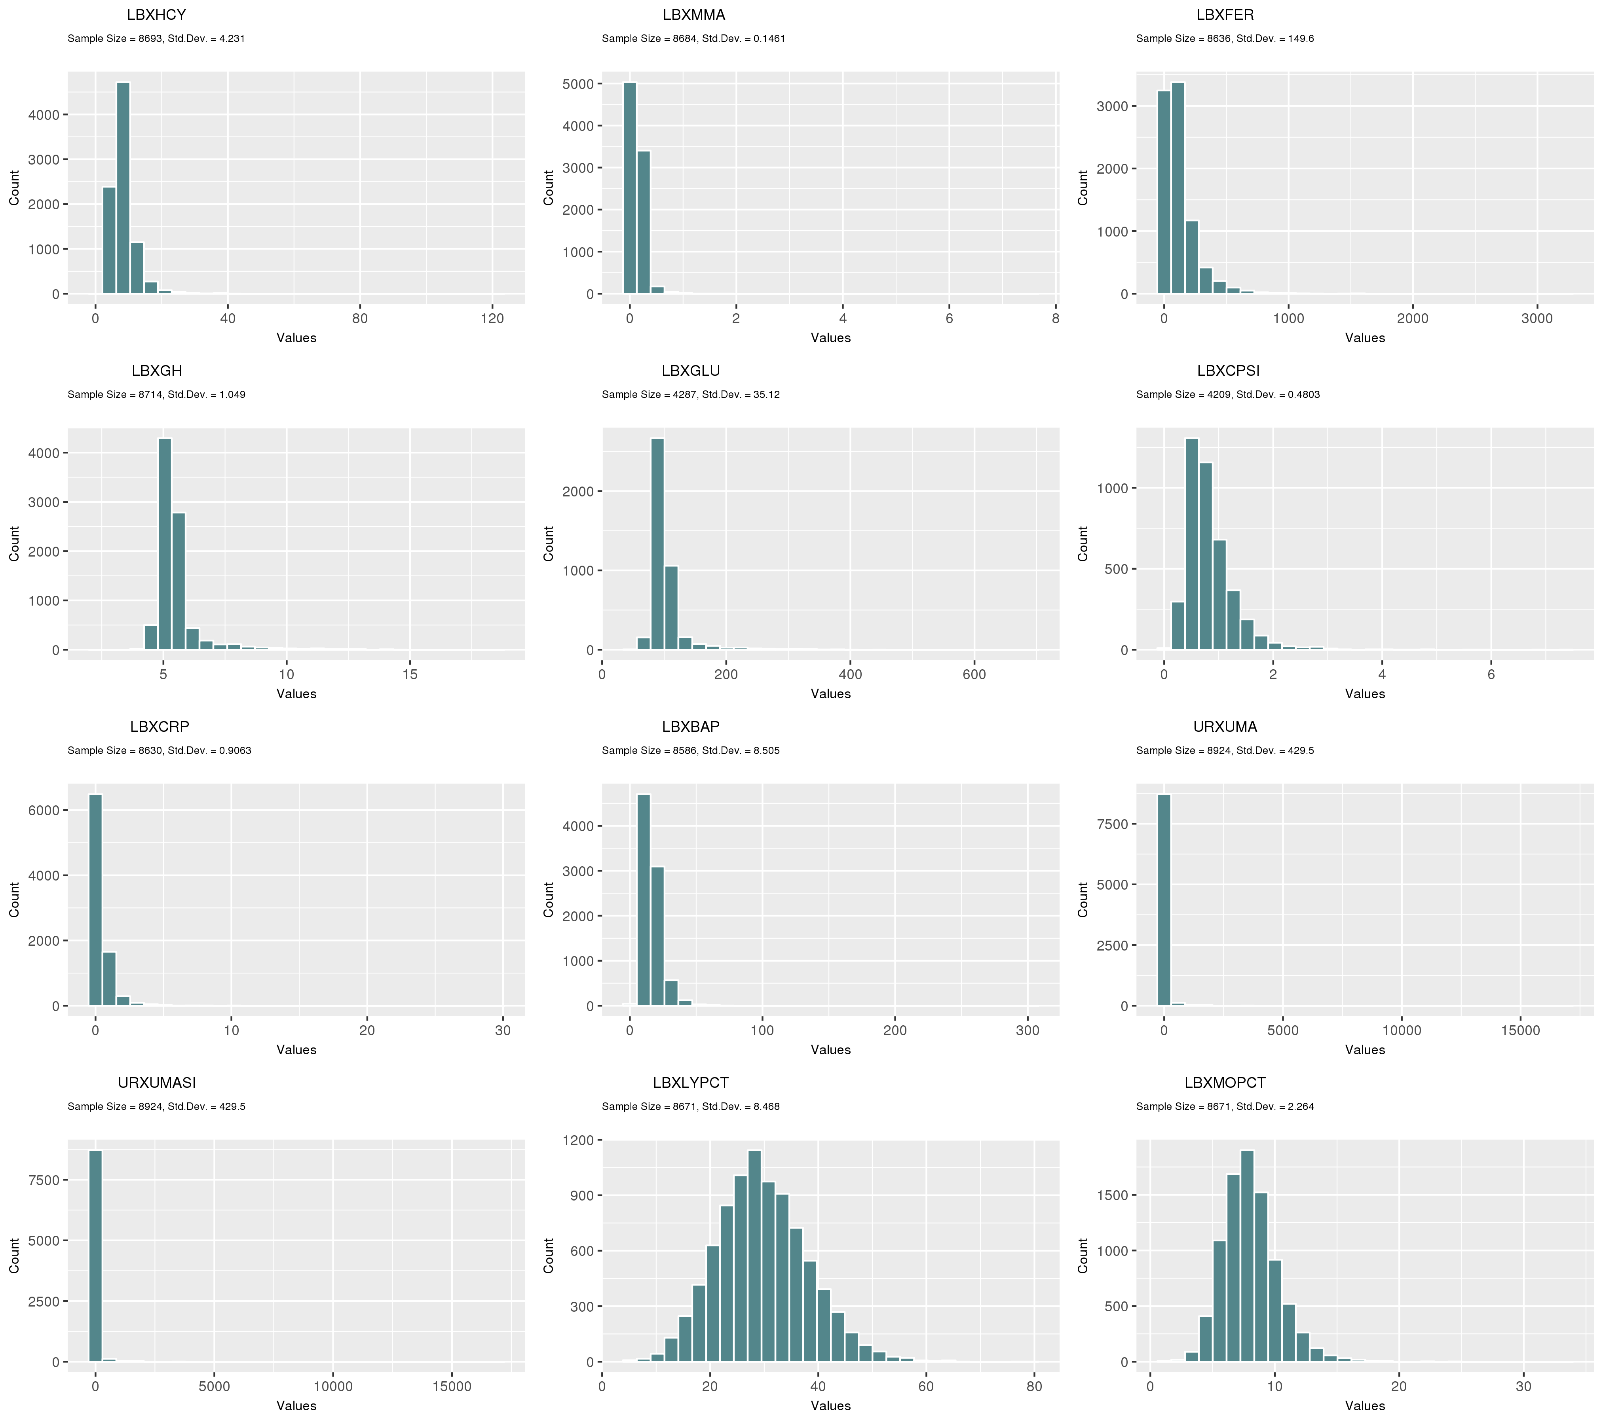 LBXHCY
Sample Size = 8693, Std.Dev. = 4.231
Count
4000
3000
2000
1000
0
0 40 80 120
Values
LBXMMA
Sample Size = 8684, Std.Dev. = 0.1461
Count
5000
4000
3000
2000
1000
0
0 2 4 6 8
Values
LBXFER
Sample Size = 8636, Std.Dev. = 149.6
Count
3000
2000
1000
0
0 1000 2000 3000
Values
LBXGH
Sample Size = 8714, Std.Dev. = 1.049
Count
4000
3000
2000
1000
0
5 10 15
Values
LBXGLU
Sample Size = 4287, Std.Dev. = 35.12
Count
2000
1000
0
0 200 400 600
Values
LBXCPSI
Sample Size = 4209, Std.Dev. = 0.4803
Count
1000
500
0
0 2 4 6
Values
LBXCRP
Sample Size = 8630, Std.Dev. = 0.9063
Count
6000
4000
2000
0
0 10 20 30
Values
LBXBAP
Sample Size = 8586, Std.Dev. = 8.505
Count
4000
3000
2000
1000
0
0 100 200 300
Values
URXUMA
Sample Size = 8924, Std.Dev. = 429.5
Count
7500
5000
2500
0
0 5000 10000 15000
Values
URXUMASI
Sample Size = 8924, Std.Dev. = 429.5
Count
7500
5000
2500
0
0 5000 10000 15000
Values
LBXLYPCT
Sample Size = 8671, Std.Dev. = 8.468
Count
1200
900
600
300
0
0 20 40 60 80
Values
LBXMOPCT
Sample Size = 8671, Std.Dev. = 2.264
Count
1500
1000
500
0
0 10 20 30
Values